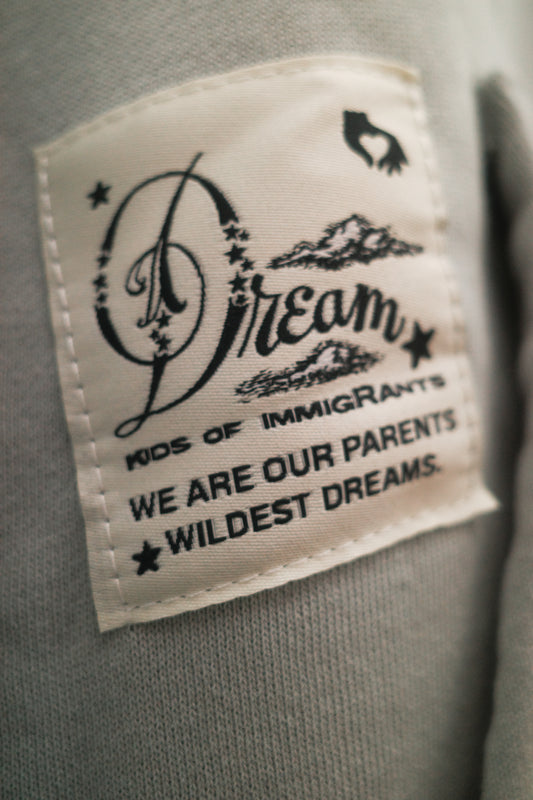 Dream
KIDS OF IMMIGRANTS
WE ARE OUR PARENTS
WILDEST DREAMS.